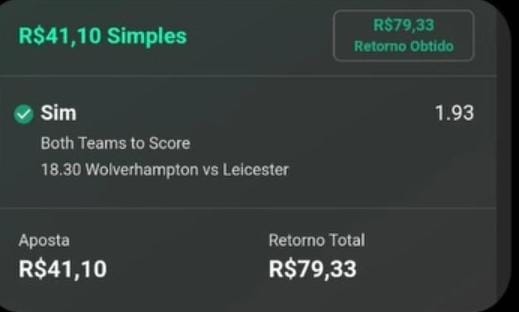 R$41,10 Simples
R$79,33
Retorno Obtido
Sim 1.93
Both Teams to Score
18.30 Wolverhampton vs Leicester
Aposta Retorno Total
R$41,10 R$79,33